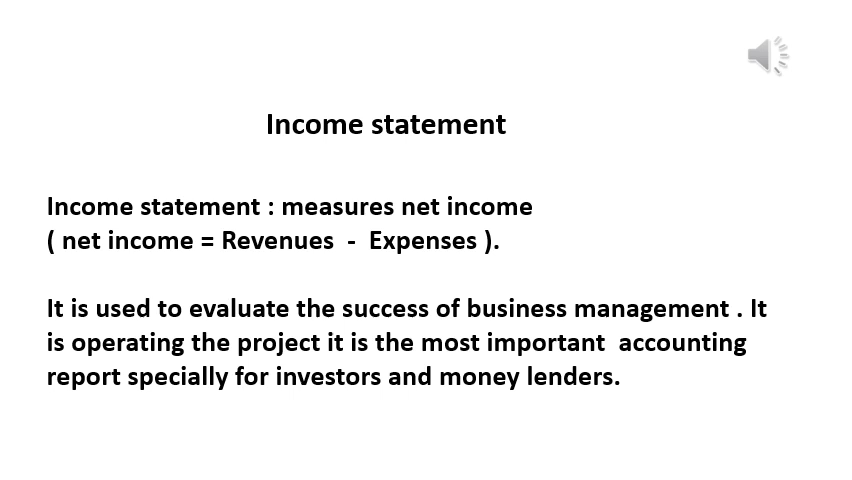 Income statement
Income statement : measures net income
( net income = Revenues  -  Expenses ).
It is used to evaluate the success of business management . It
is operating the project it is the most important  accounting
report specially for investors and money lenders.